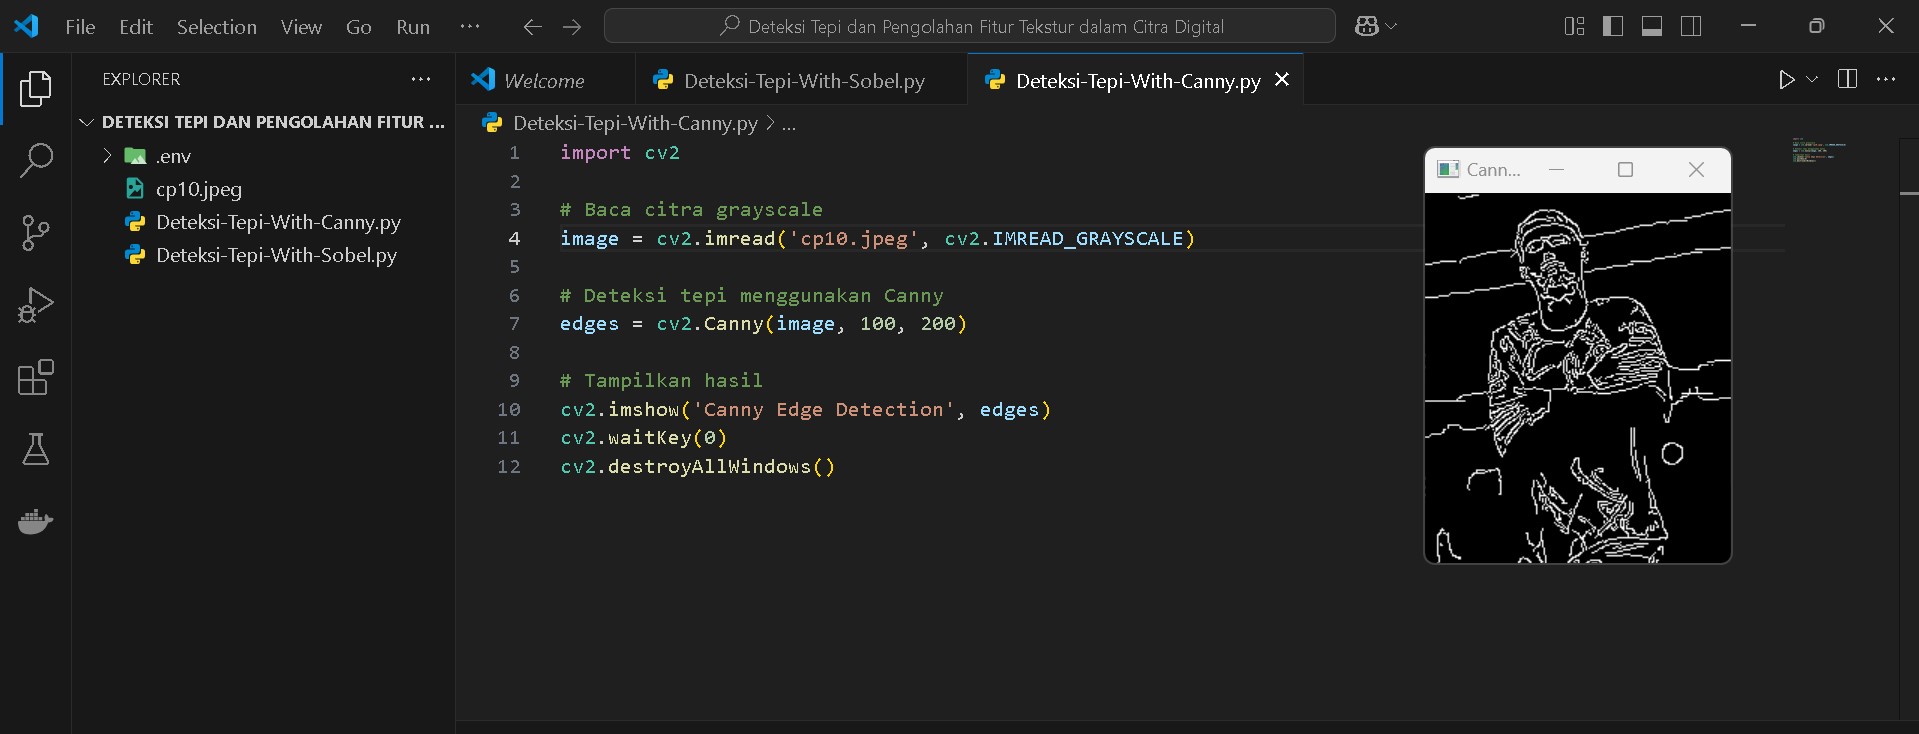 File Edit Selection View Go Run ··· Deteksi Tepi dan Pengolahan Fitur Tekstur dalam Citra Digital
EXPLORER ···
DETEKSI TEPI DAN PENGOLAHAN FITUR ...
.env
cp10.jpeg
Deteksi-Tepi-With-Canny.py
Deteksi-Tepi-With-Sobel.py
Welcome Deteksi-Tepi-With-Sobel.py Deteksi-Tepi-With-Canny.py
Deteksi-Tepi-With-Canny.py > ...
1 import cv2
2
3 # Baca citra grayscale
4 image = cv2.imread('cp10.jpeg', cv2.IMREAD_GRAYSCALE)
5
6 # Deteksi tepi menggunakan Canny
7 edges = cv2.Canny(image, 100, 200)
8
9 # Tampilkan hasil
10 cv2.imshow('Canny Edge Detection', edges)
11 cv2.waitKey(0)
12 cv2.destroyAllWindows()
Cann...